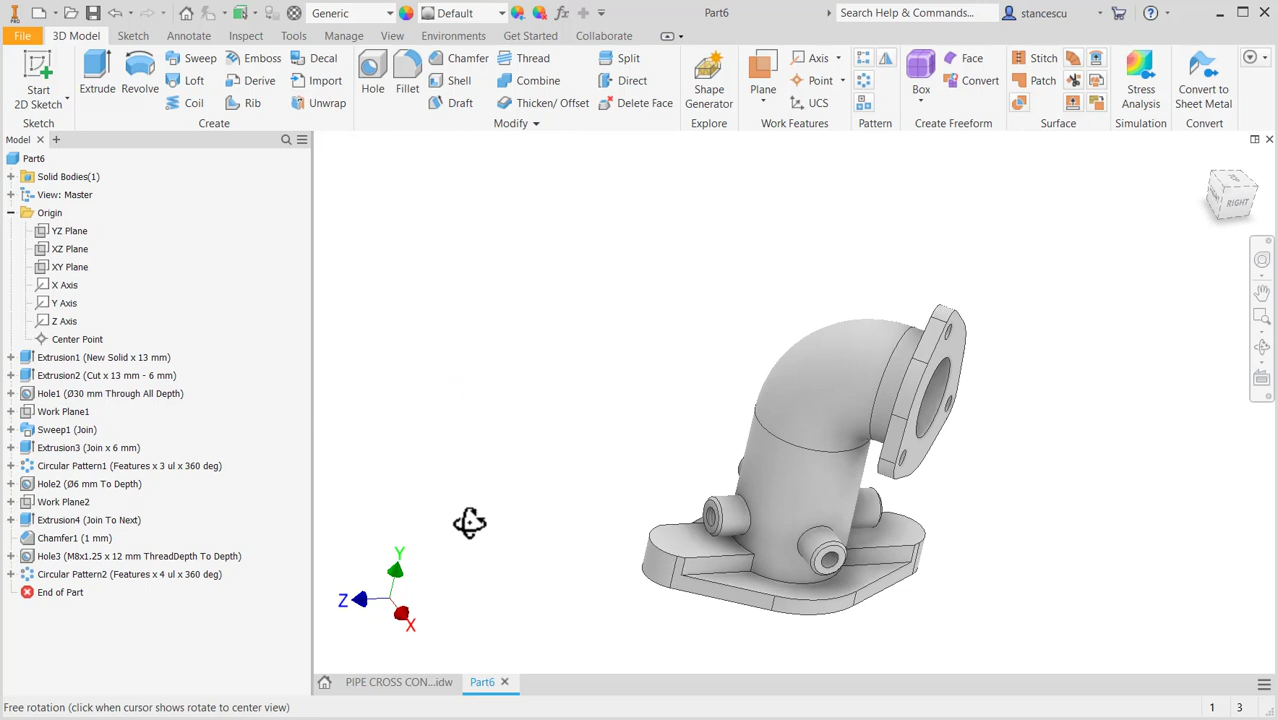 PRO
Generic
Default
Part6
Search Help & Commands...
stancescu
File
3D Model
Sketch
Annotate
Inspect
Tools
Manage
View
Environments
Get Started
Collaborate
Start
2D Sketch
Extrude
Revolve
Sweep
Loft
Coil
Emboss
Derive
Rib
Decal
Import
Unwrap
Hole
Fillet
Chamfer
Shell
Draft
Thread
Combine
Thicken/ Offset
Split
Direct
Delete Face
Shape
Generator
Plane
Axis
Point
UCS
Box
Face
Convert
Stitch
Patch
Stress
Analysis
Convert to
Sheet Metal
Sketch
Create
Modify
Explore
Work Features
Pattern
Create Freeform
Surface
Simulation
Convert
Model
Part6
Solid Bodies(1)
View: Master
Origin
YZ Plane
XZ Plane
XY Plane
X Axis
Y Axis
Z Axis
Center Point
Extrusion1 (New Solid x 13 mm)
Extrusion2 (Cut x 13 mm - 6 mm)
Hole1 (Ø30 mm Through All Depth)
Work Plane1
Sweep1 (Join)
Extrusion3 (Join x 6 mm)
Circular Pattern1 (Features x 3 ul x 360 deg)
Hole2 (Ø6 mm To Depth)
Work Plane2
Extrusion4 (Join To Next)
Chamfer1 (1 mm)
Hole3 (M8x1.25 x 12 mm ThreadDepth To Depth)
Circular Pattern2 (Features x 4 ul x 360 deg)
End of Part
RIGHT
Y
Z
X
PIPE CROSS CON...idw
Part6
Free rotation (click when cursor shows rotate to center view)
1
3